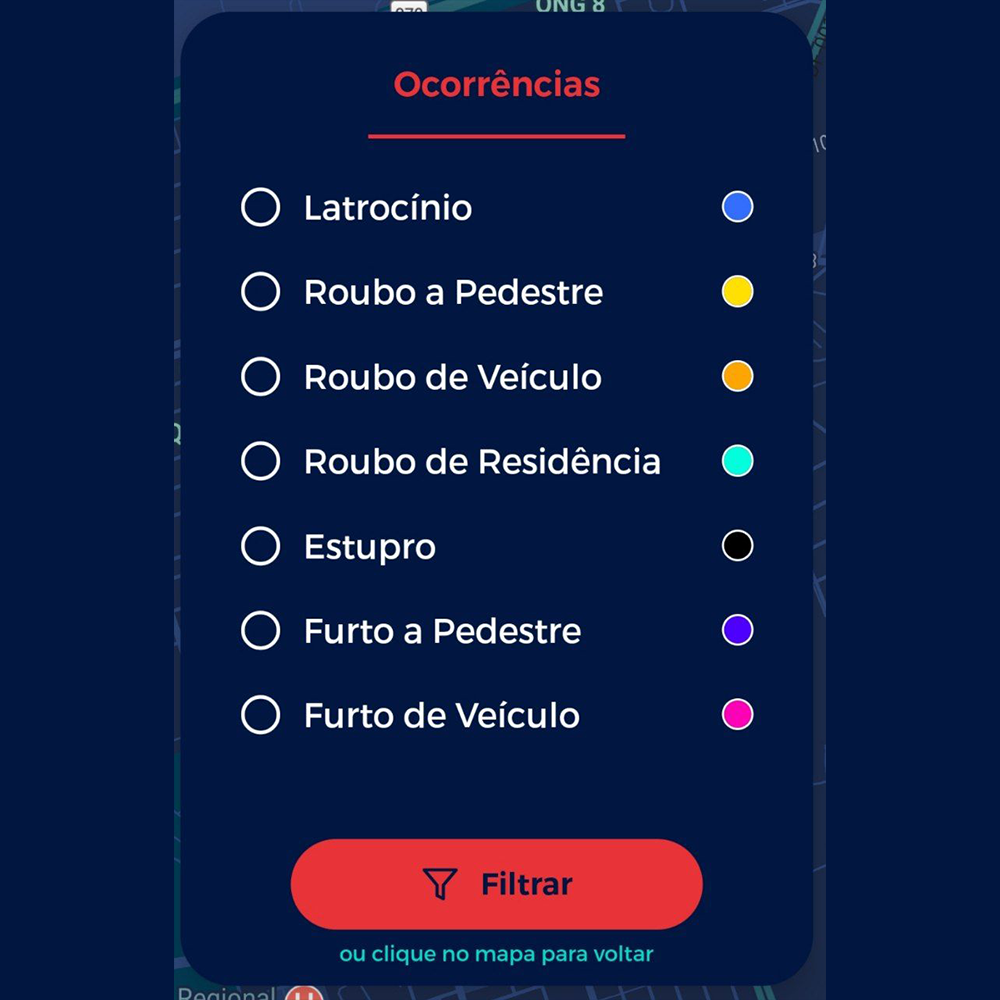 ONG 8
Ocorrências
Latrocínio
Roubo a Pedestre
Roubo de Veículo
Roubo de Residência
Estupro
Furto a Pedestre
Furto de Veículo
Filtrar
ou clique no mapa para voltar
Regional H